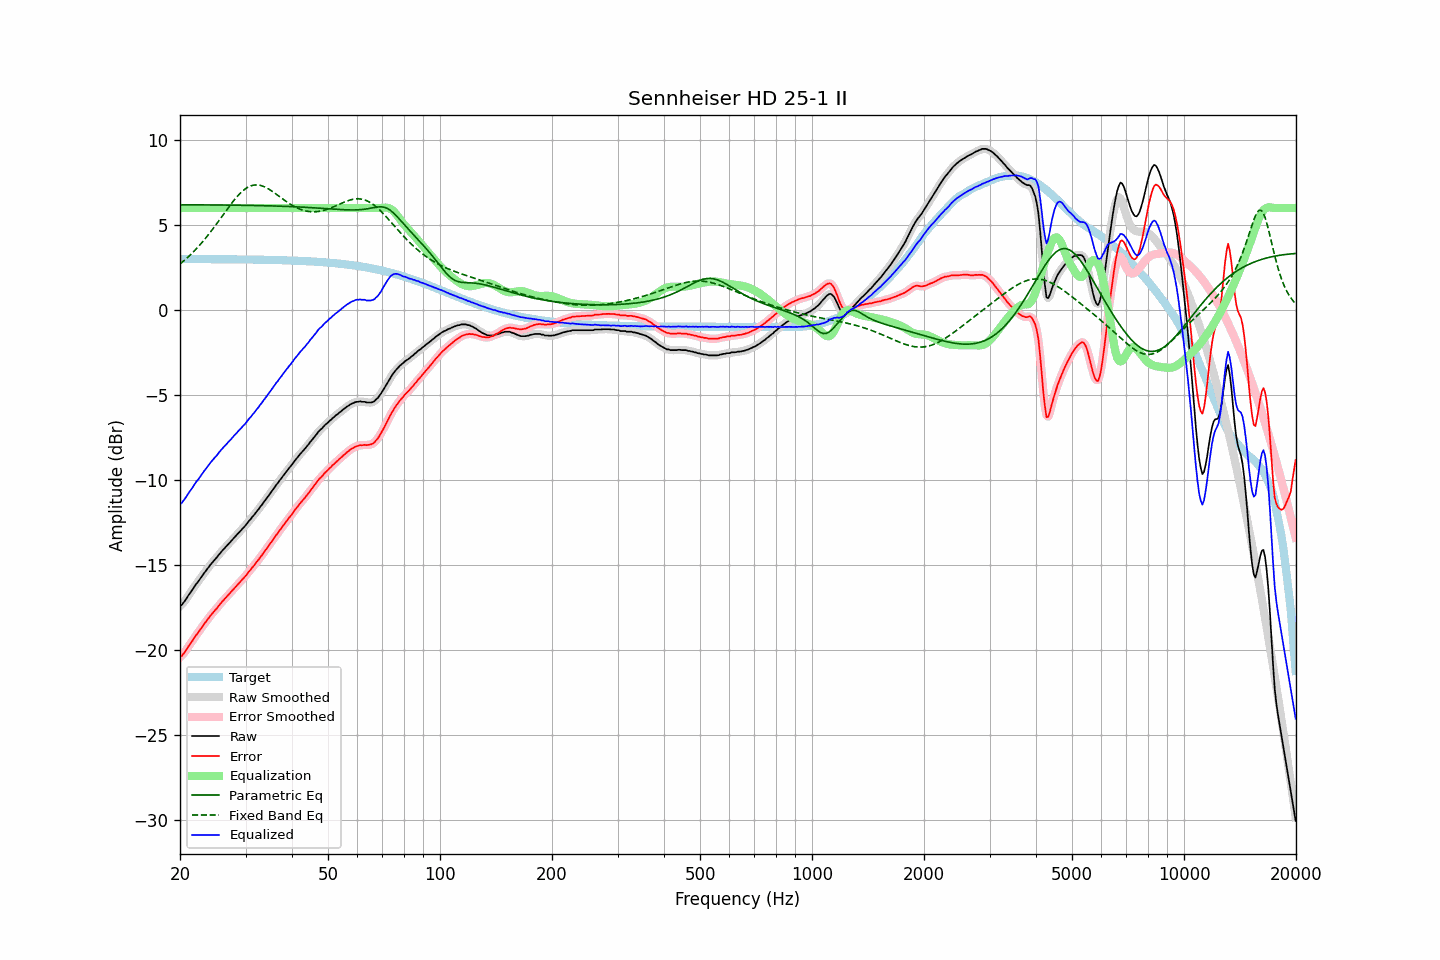 Sennheiser HD 25-1 II
10
5
0
−5
−10
−15
−20
−25
−30
Amplitude (dBr)
Target
Raw Smoothed
Error Smoothed
Raw
Error
Equalization
Parametric Eq
Fixed Band Eq
Equalized
20 50 100 200 500 1000 2000 5000 10000 20000
Frequency (Hz)